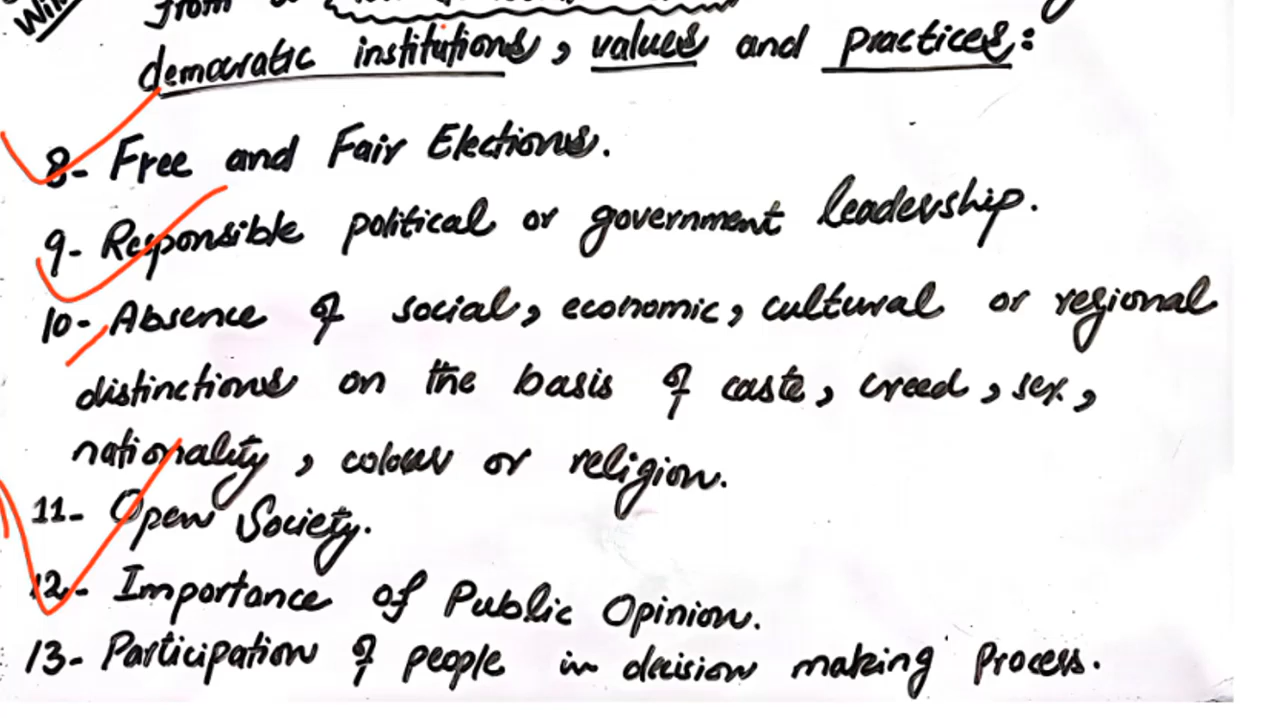 from
democratic institutions, values and practices:
8- Free and Fair Elections.
9- Responsible political or government leadership.
10- Absence of social, economic, cultural or regional
distinctions on the basis of caste, creed, sex,
nationality, colour or religion.
11- Open Society.
12- Importance of Public Opinion.
13- Participation of people in decision making Process.